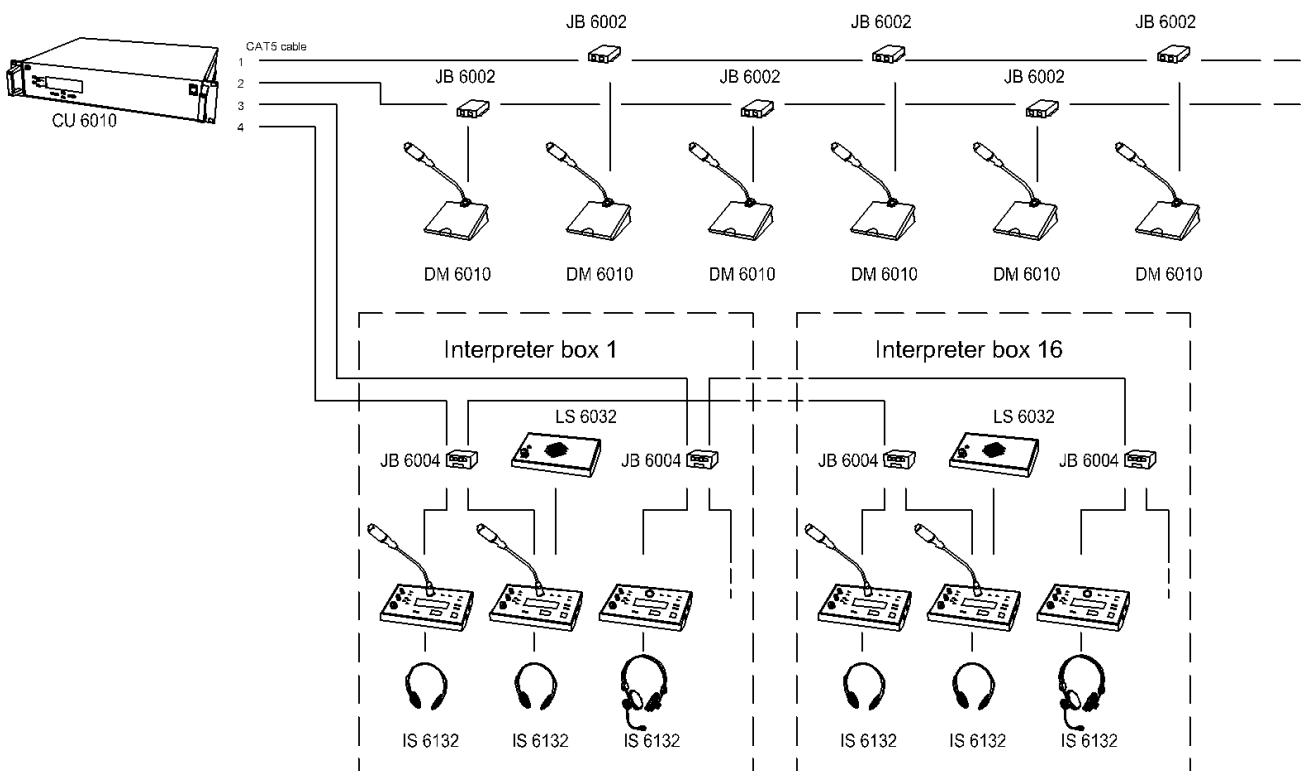 JB 6002 JB 6002 JB 6002
CAT5 cable
1
JB 6002 JB 6002 JB 6002
2
3
CU 6010
4
DM 6010 DM 6010 DM 6010 DM 6010 DM 6010 DM 6010
Interpreter box 1 Interpreter box 16
LS 6032 LS 6032
JB 6004 JB 6004 JB 6004 JB 6004
IS 6132 IS 6132 IS 6132 IS 6132 IS 6132 IS 6132